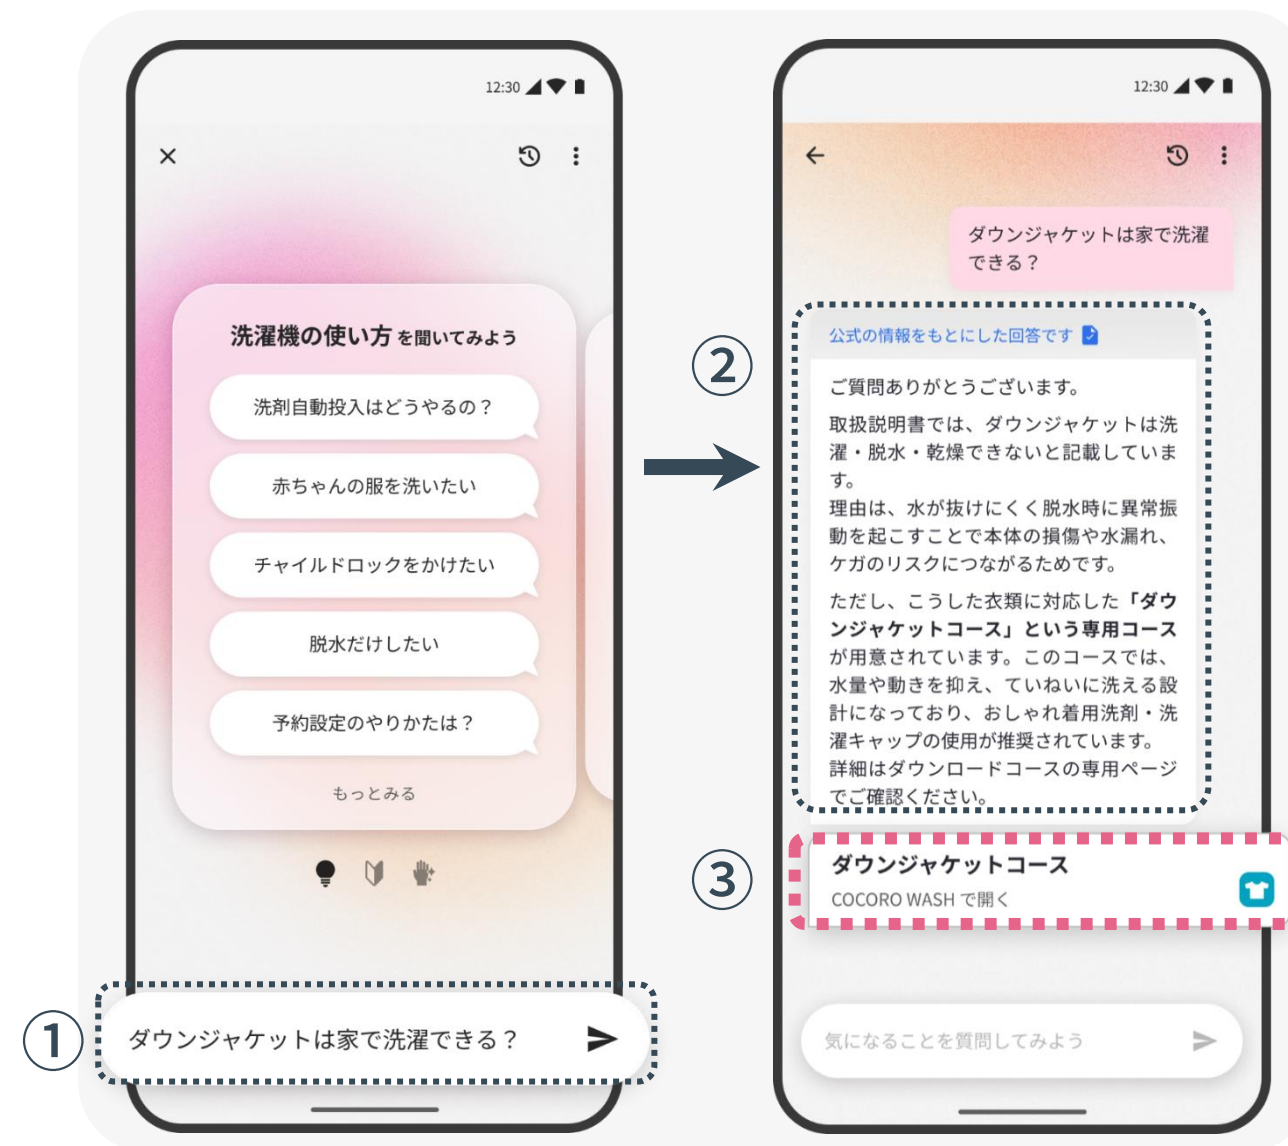 12:30
洗濯機の使い方を聞いてみよう
洗剤自動投入はどうやるの？
赤ちゃんの服を洗いたい
チャイルドロックをかけたい
脱水だけしたい
予約設定のやりかたは？
もっとみる
①
ダウンジャケットは家で洗濯できる？
12:30
ダウンジャケットは家で洗濯
できる？
②
公式の情報をもとにした回答です
ご質問ありがとうございます。
取扱説明書では、ダウンジャケットは洗
濯・脱水・乾燥できないと記載していま
す。
理由は、水が抜けにくく脱水時に異常振
動を起こすことで本体の損傷や水漏れ、
ケガのリスクにつながるためです。
ただし、こうした衣類に対応した「ダウ
ンジャケットコース」という専用コース
が用意されています。このコースでは、
水量や動きを抑え、ていねいに洗える設
計になっており、おしゃれ着用洗剤・洗
濯キャップの使用が推奨されています。
詳細はダウンロードコースの専用ページ
でご確認ください。
③
ダウンジャケットコース
COCORO WASH で開く
気になることを質問してみよう